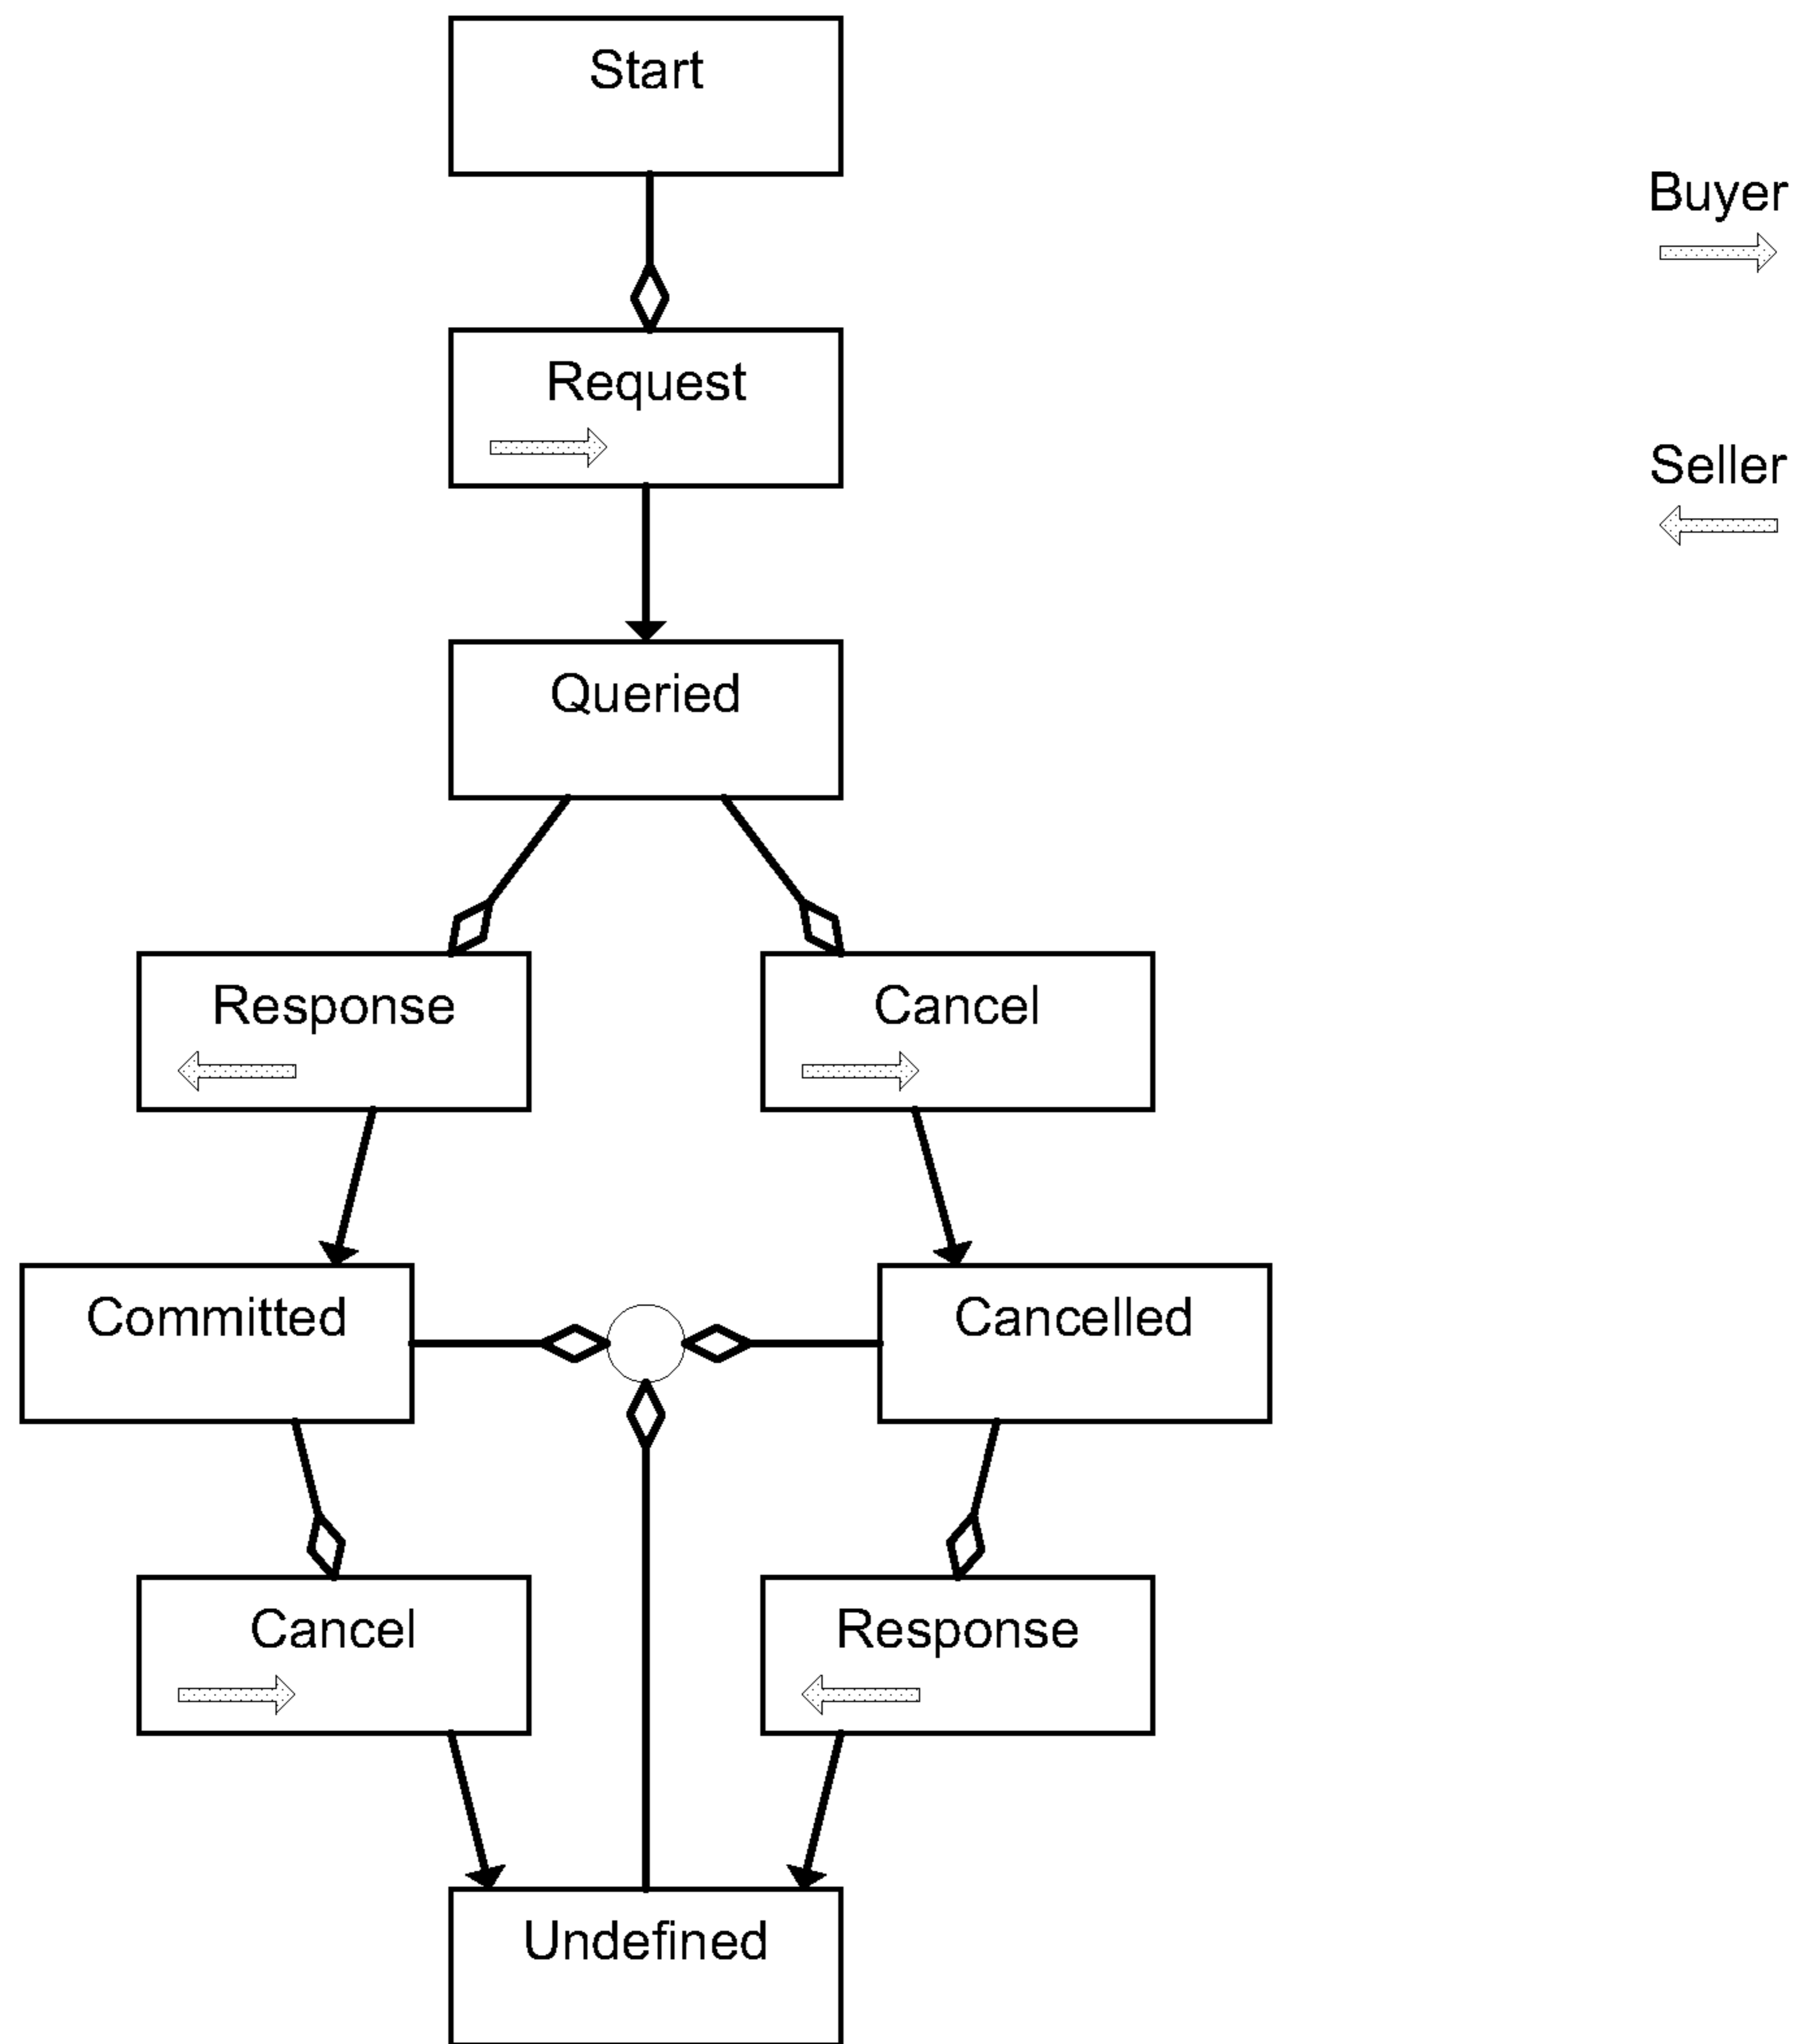 Start
Buyer
Request
Seller
Queried
Response
Cancel
Committed
Cancelled
Cancel
Response
Undefined